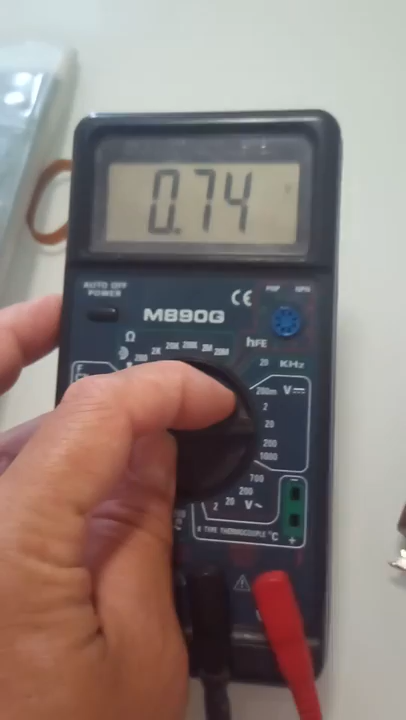 0.74
AUTO OFF
POWER
CE
PNP NPN
M890G
hFE
Ω
200 2K 20K 200K 2M 20M
20 KHz
F
200m V
2
20
200
1000
700
200
20 V~
2
K TYPE THERMOCOUPLE °C
-
+